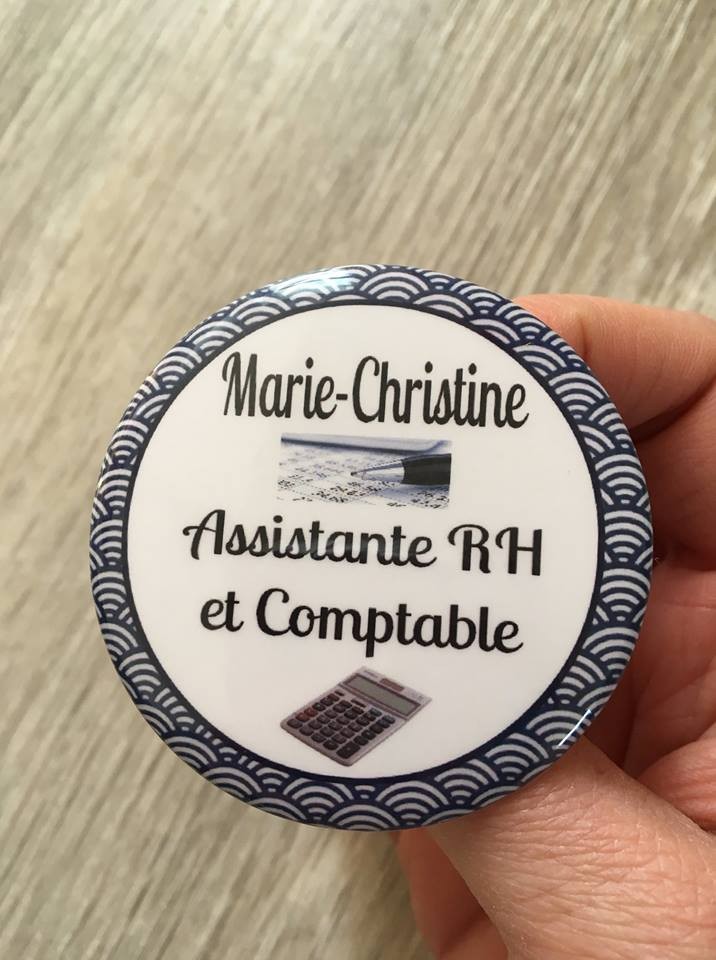 Marie-Christine
Assistante RH
et Comptable